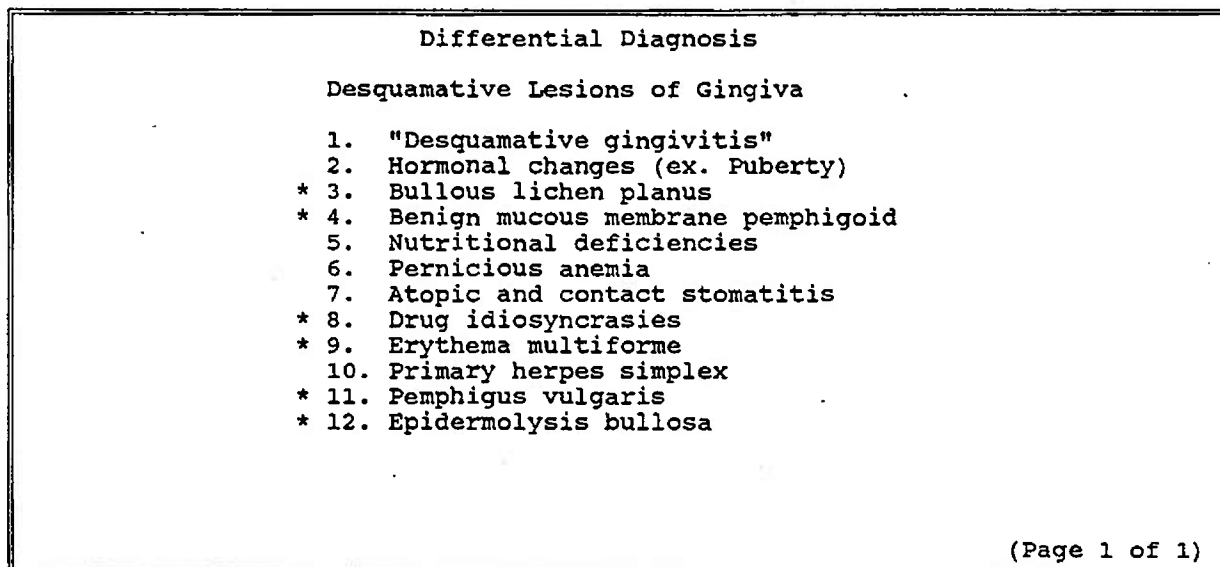 Differential Diagnosis
Desquamative Lesions of Gingiva
1. "Desquamative gingivitis"
2. Hormonal changes (ex. Puberty)
* 3. Bullous lichen planus
* 4. Benign mucous membrane pemphigoid
5. Nutritional deficiencies
6. Pernicious anemia
7. Atopic and contact stomatitis
* 8. Drug idiosyncrasies
* 9. Erythema multiforme
10. Primary herpes simplex
* 11. Pemphigus vulgaris
* 12. Epidermolysis bullosa
(Page 1 of 1)